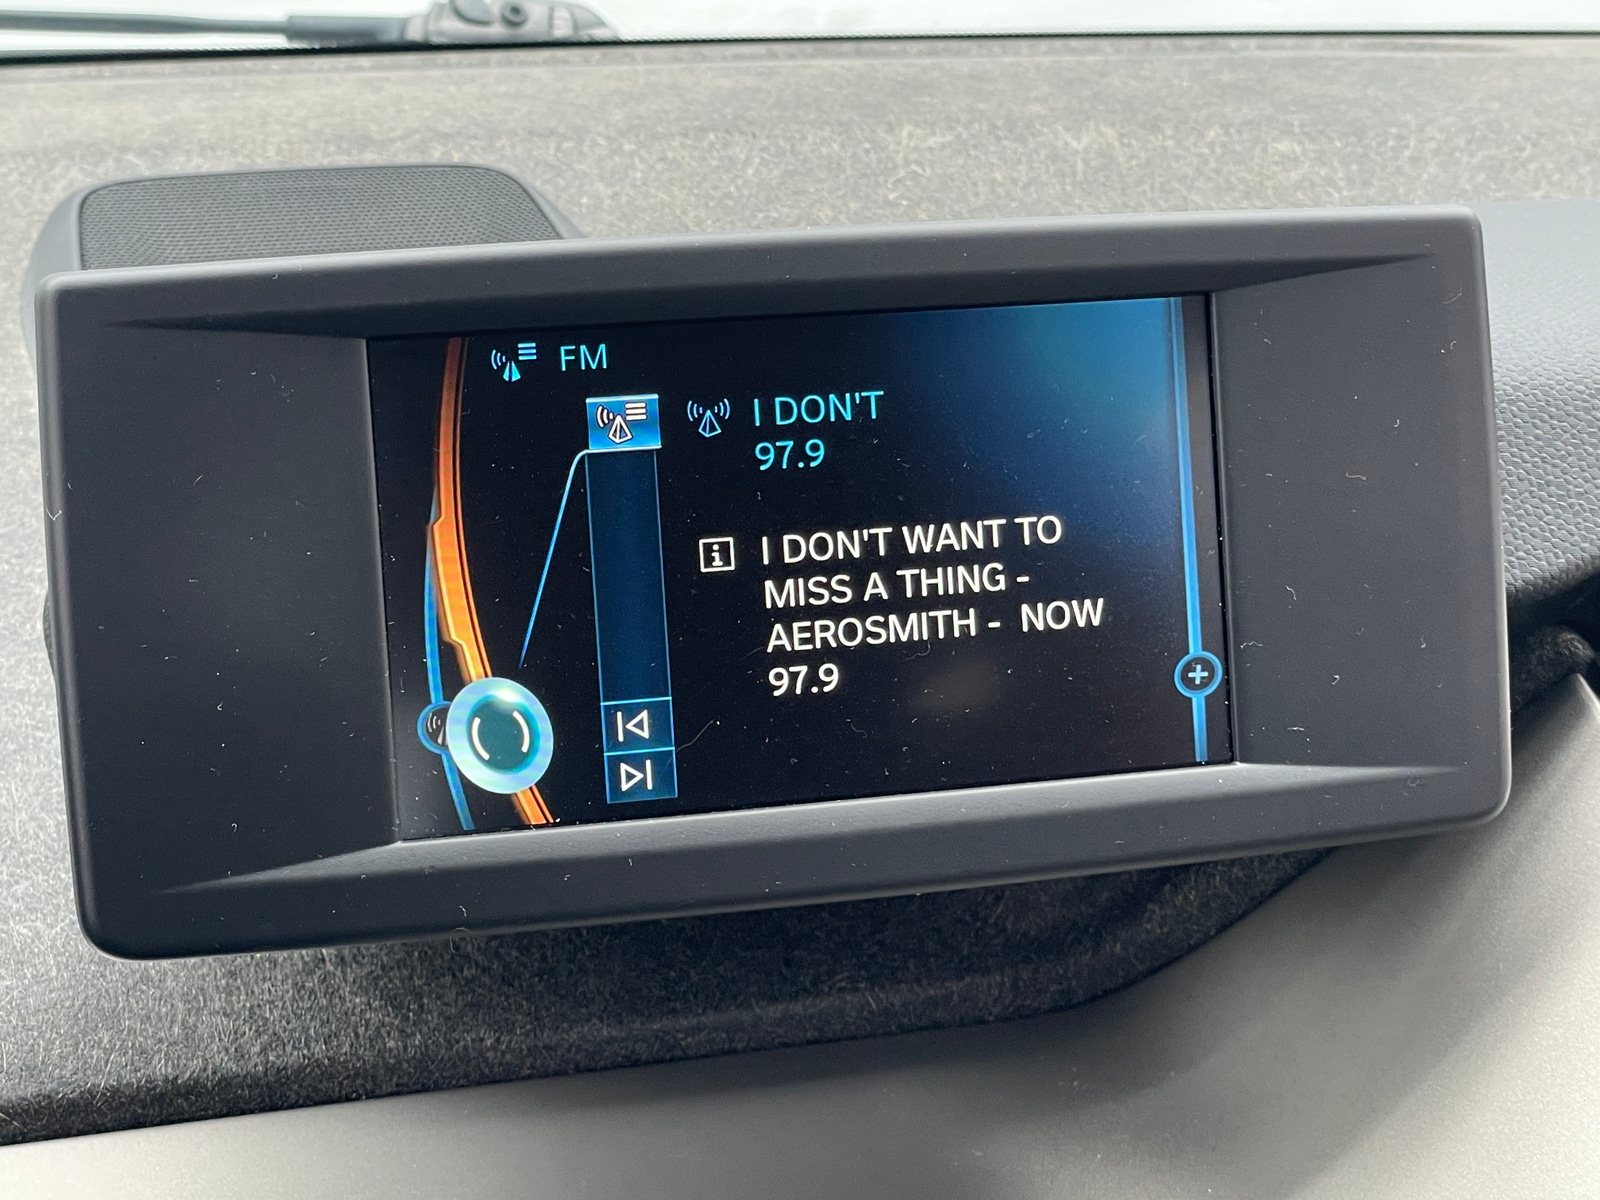 FM
I DON'T
97.9
I DON'T WANT TO
MISS A THING -
AEROSMITH - NOW
97.9